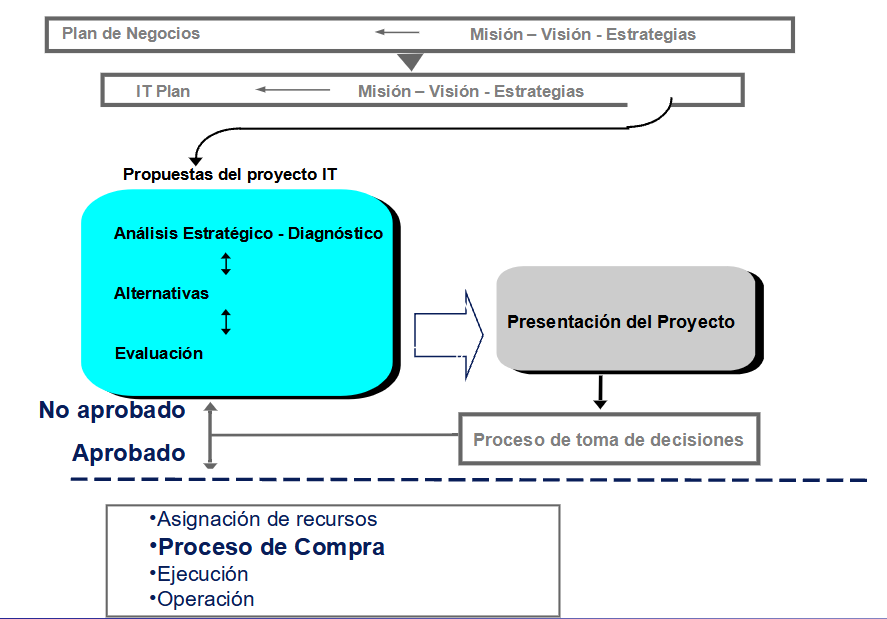 Plan de Negocios
Misión – Visión - Estrategias
IT Plan
Misión – Visión - Estrategias
Propuestas del proyecto IT
Análisis Estratégico - Diagnóstico
Alternativas
Evaluación
Presentación del Proyecto
No aprobado
Aprobado
Proceso de toma de decisiones
•Asignación de recursos
•Proceso de Compra
•Ejecución
•Operación